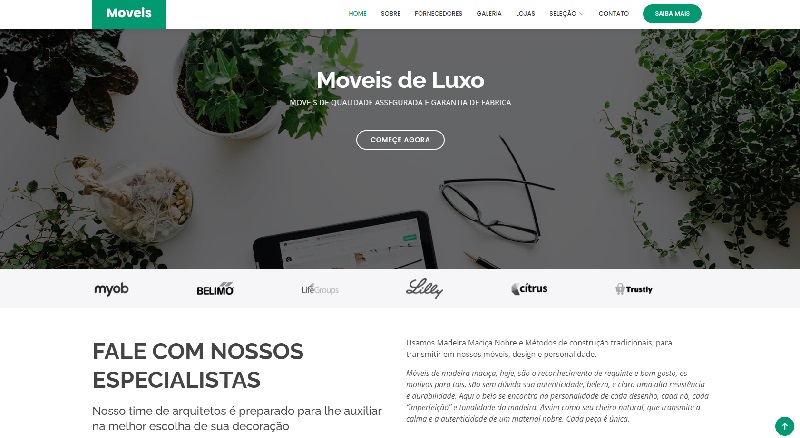 Moveis
HOME SOBRE FORNECEDORES GALERIA LOJAS SELEÇÃO CONTATO SAIBA MAIS
Moveis de Luxo
MOVEIS DE QUALIDADE ASSEGURADA E GARANTIA DE FABRICA
COMEÇE AGORA
myob BELIMO LifeGroups Lilly citrus Trustly
FALE COM NOSSOS
ESPECIALISTAS
Nosso time de arquitetos é preparado para lhe auxiliar
na melhor escolha de sua decoração
Usamos Madeira Maciça Nobre e Métodos de construção tradicionais, para
transmitir em nossos móveis, design e personalidade.
Móveis de madeira maciça, hoje, são o reconhecimento de requinte e bom gosto, os
motivos para tais, são sem dúvida sua autenticidade, beleza, e claro uma alta resistência
e durabilidade. Aqui o belo se encontra na personalidade de cada desenho, cada nó, cada
"imperfeição" e tonalidade da madeira. Assim como seu cheiro natural, que transmite a
calma e a autenticidade de um material nobre. Cada peça é única.